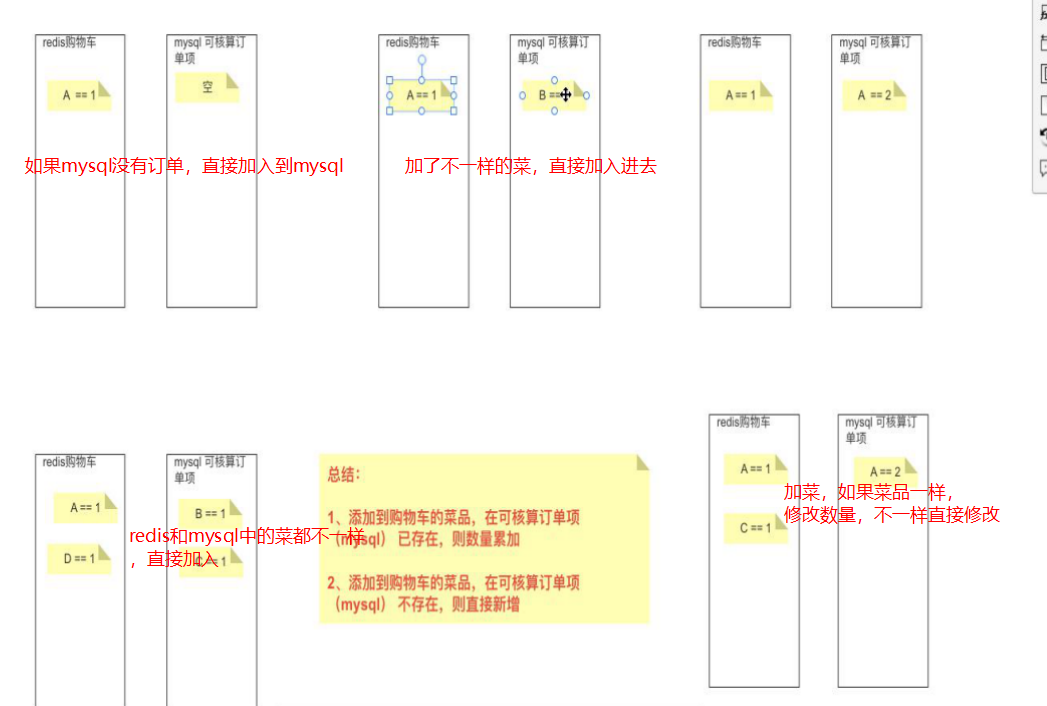 redis购物车
mysql 可核算订
单项
A == 1
空
如果mysql没有订单，直接加入到mysql
redis购物车
mysql 可核算订
单项
A == 1
B ==
加了不一样的菜，直接加入进去
redis购物车
mysql 可核算订
单项
A == 1
A == 2
redis购物车
mysql 可核算订
单项
A == 1
B == 1
D == 1
C == 1
redis和mysql中的菜都不一样
，直接加入
总结：
1、添加到购物车的菜品，在可核算订单项
（mysql） 已存在，则数量累加
2、添加到购物车的菜品，在可核算订单项
（mysql） 不存在，则直接新增
redis购物车
mysql 可核算订
单项
A == 1
A == 2
C == 1
加菜，如果菜品一样，
修改数量，不一样直接修改